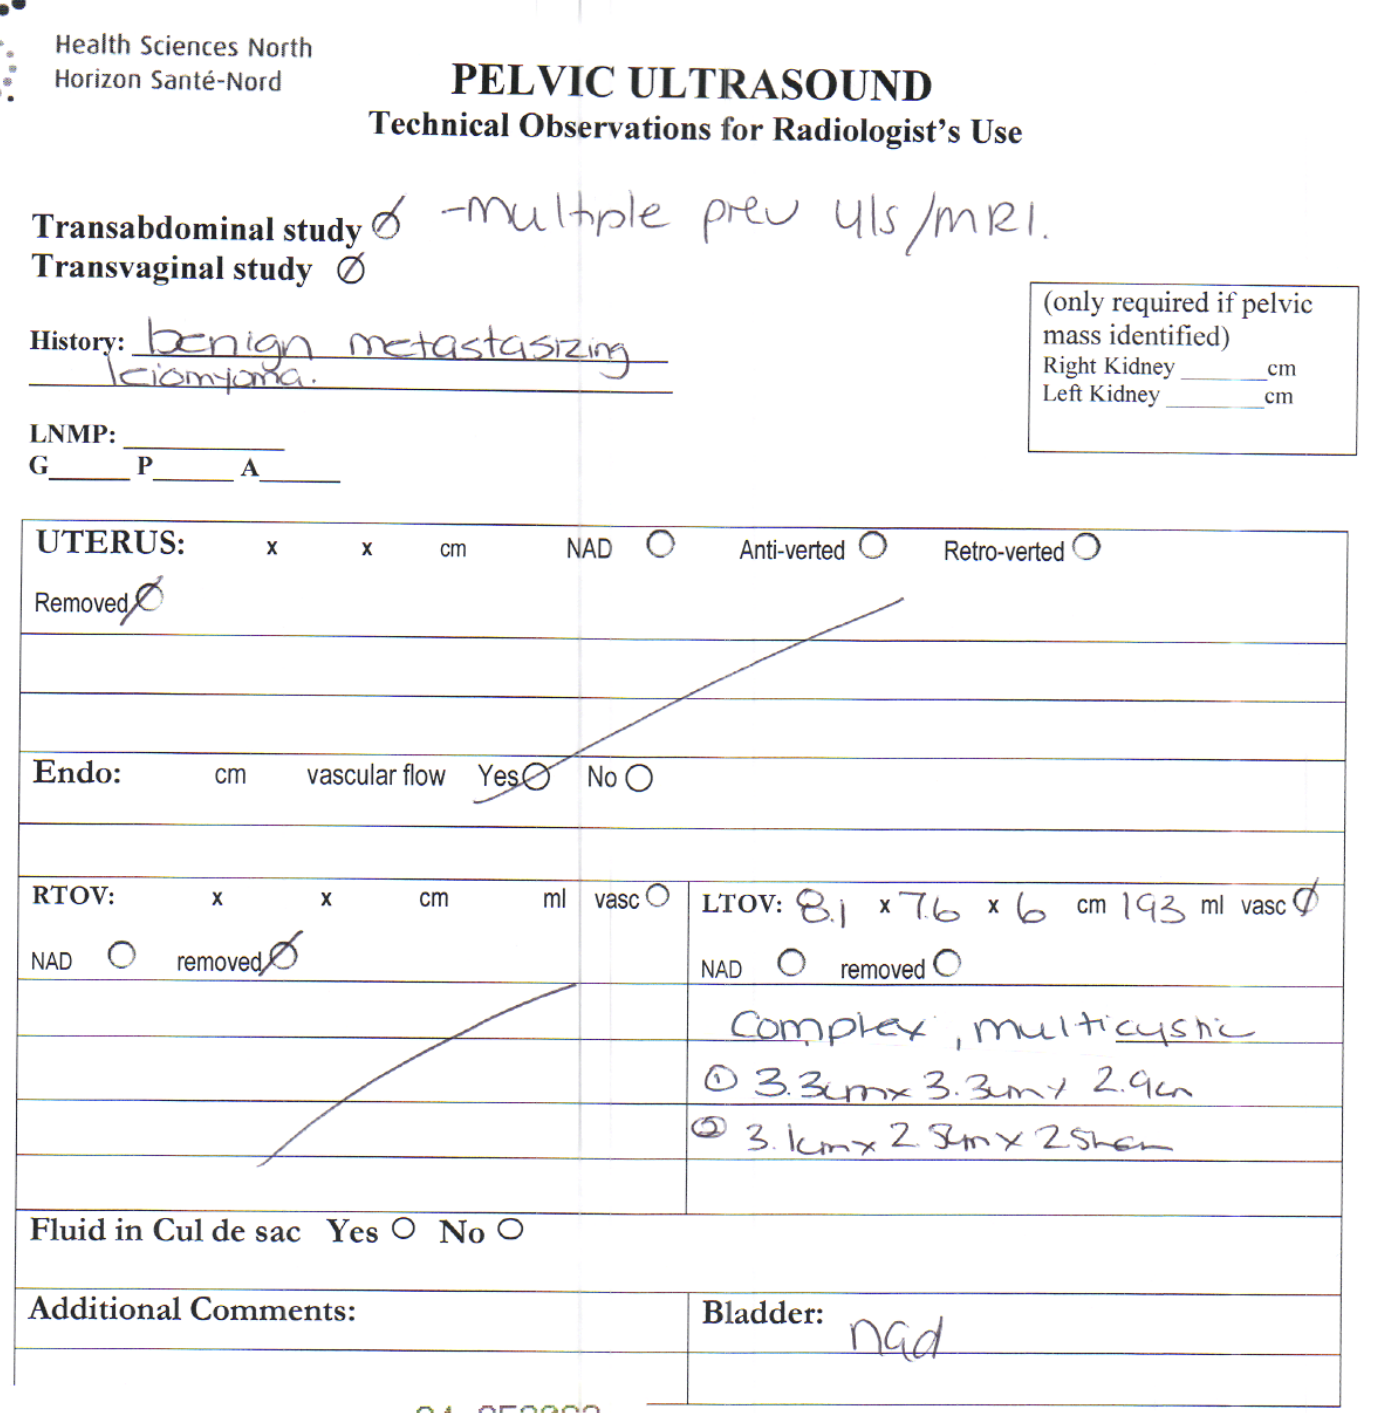 Health Sciences North
Horizon Santé-Nord
PELVIC ULTRASOUND
Technical Observations for Radiologist's Use
Transabdominal study -multiple prev u/s/MRI.
Transvaginal study
(only required if pelvic
mass identified)
Right Kidney ______cm
Left Kidney ______cm
History: benign metastasizing
leiomyoma.
LNMP:
G_____ P_____ A_____
UTERUS: x x cm NAD Anti-verted Retro-verted
Removed
Endo: cm vascular flow Yes No
RTOV: x x cm ml vasc
NAD removed
LTOV: 8.1 x 7.6 x 6 cm 193 ml vasc
NAD removed
Complex, multicystic
① 3.3cm x 3.3cm x 2.9cm
② 3.1cm x 2.5cm x
Fluid in Cul de sac Yes No
Additional Comments:
Bladder: nad